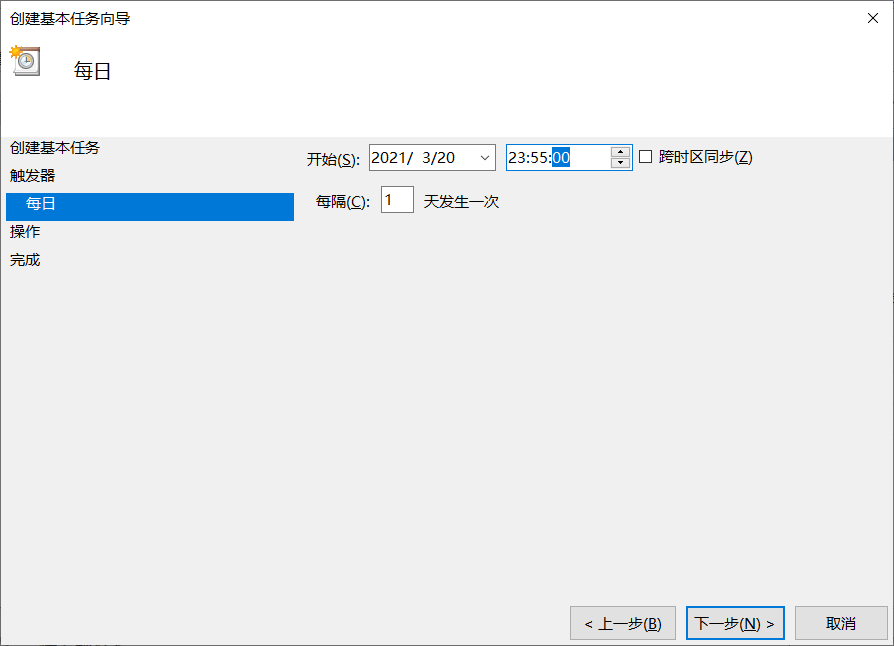 创建基本任务向导
每日
创建基本任务
触发器
每日
操作
完成
开始(S): 2021/ 3/20 23:55:00 跨时区同步(Z)
每隔(C): 1 天发生一次
< 上一步(B) 下一步(N) > 取消